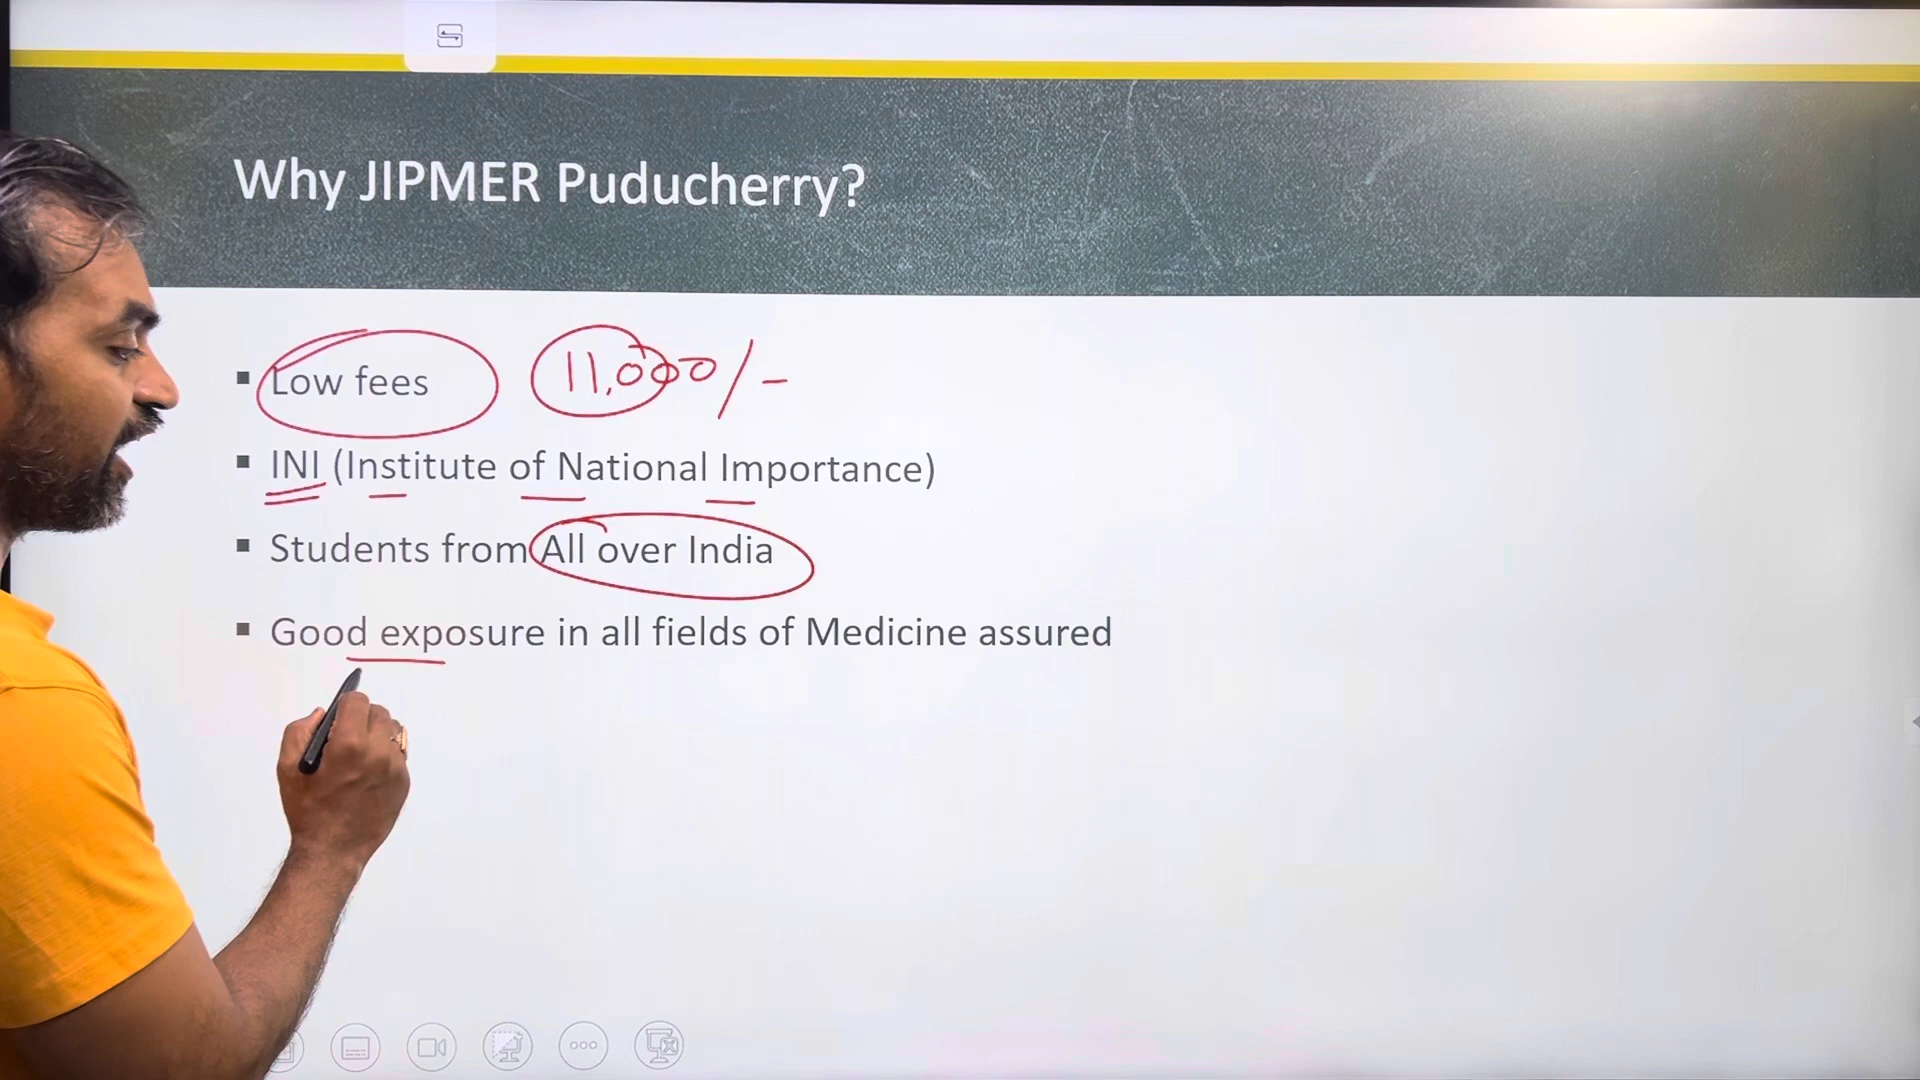 Why JIPMER Puducherry?
▪ Low fees 11,000/-
▪ INI (Institute of National Importance)
▪ Students from All over India
▪ Good exposure in all fields of Medicine assured